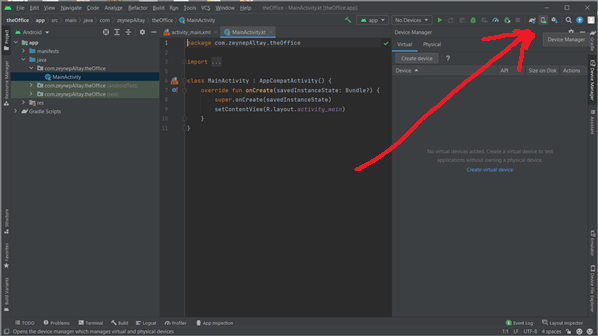 File Edit View Navigate Code Analyze Refactor Build Run Tools VCS Window Help theOffice - MainActivity.kt [theOffice.app]
theOffice app src main java com zeynepAltay theOffice MainActivity app No Devices
Android activity_main.xml MainActivity.kt Device Manager
Device Manager
app
manifests
java
com.zeynepAltay.theOffice
MainActivity
com.zeynepAltay.theOffice (androidTest)
com.zeynepAltay.theOffice (test)
res
Gradle Scripts
1 package com.zeynepAltay.theOffice
2
3 import ...
5
6 class MainActivity : AppCompatActivity() {
7 override fun onCreate(savedInstanceState: Bundle?) {
8 super.onCreate(savedInstanceState)
9 setContentView(R.layout.activity_main)
10 }
11 }
Virtual Physical
Create device ?
Device API Size on Disk Actions
No virtual devices added. Create a virtual device to test
applications without owning a physical device.
Create virtual device
Project
Resource Manager
Structure
Favorites
Build Variants
Gradle
Device Manager
Assistant
Emulator
Device File Explorer
TODO Problems Terminal Build Logcat Profiler App Inspection Event Log Layout Inspector
Opens the device manager which manages virtual and physical devices 1:1 LF UTF-8 4 spaces